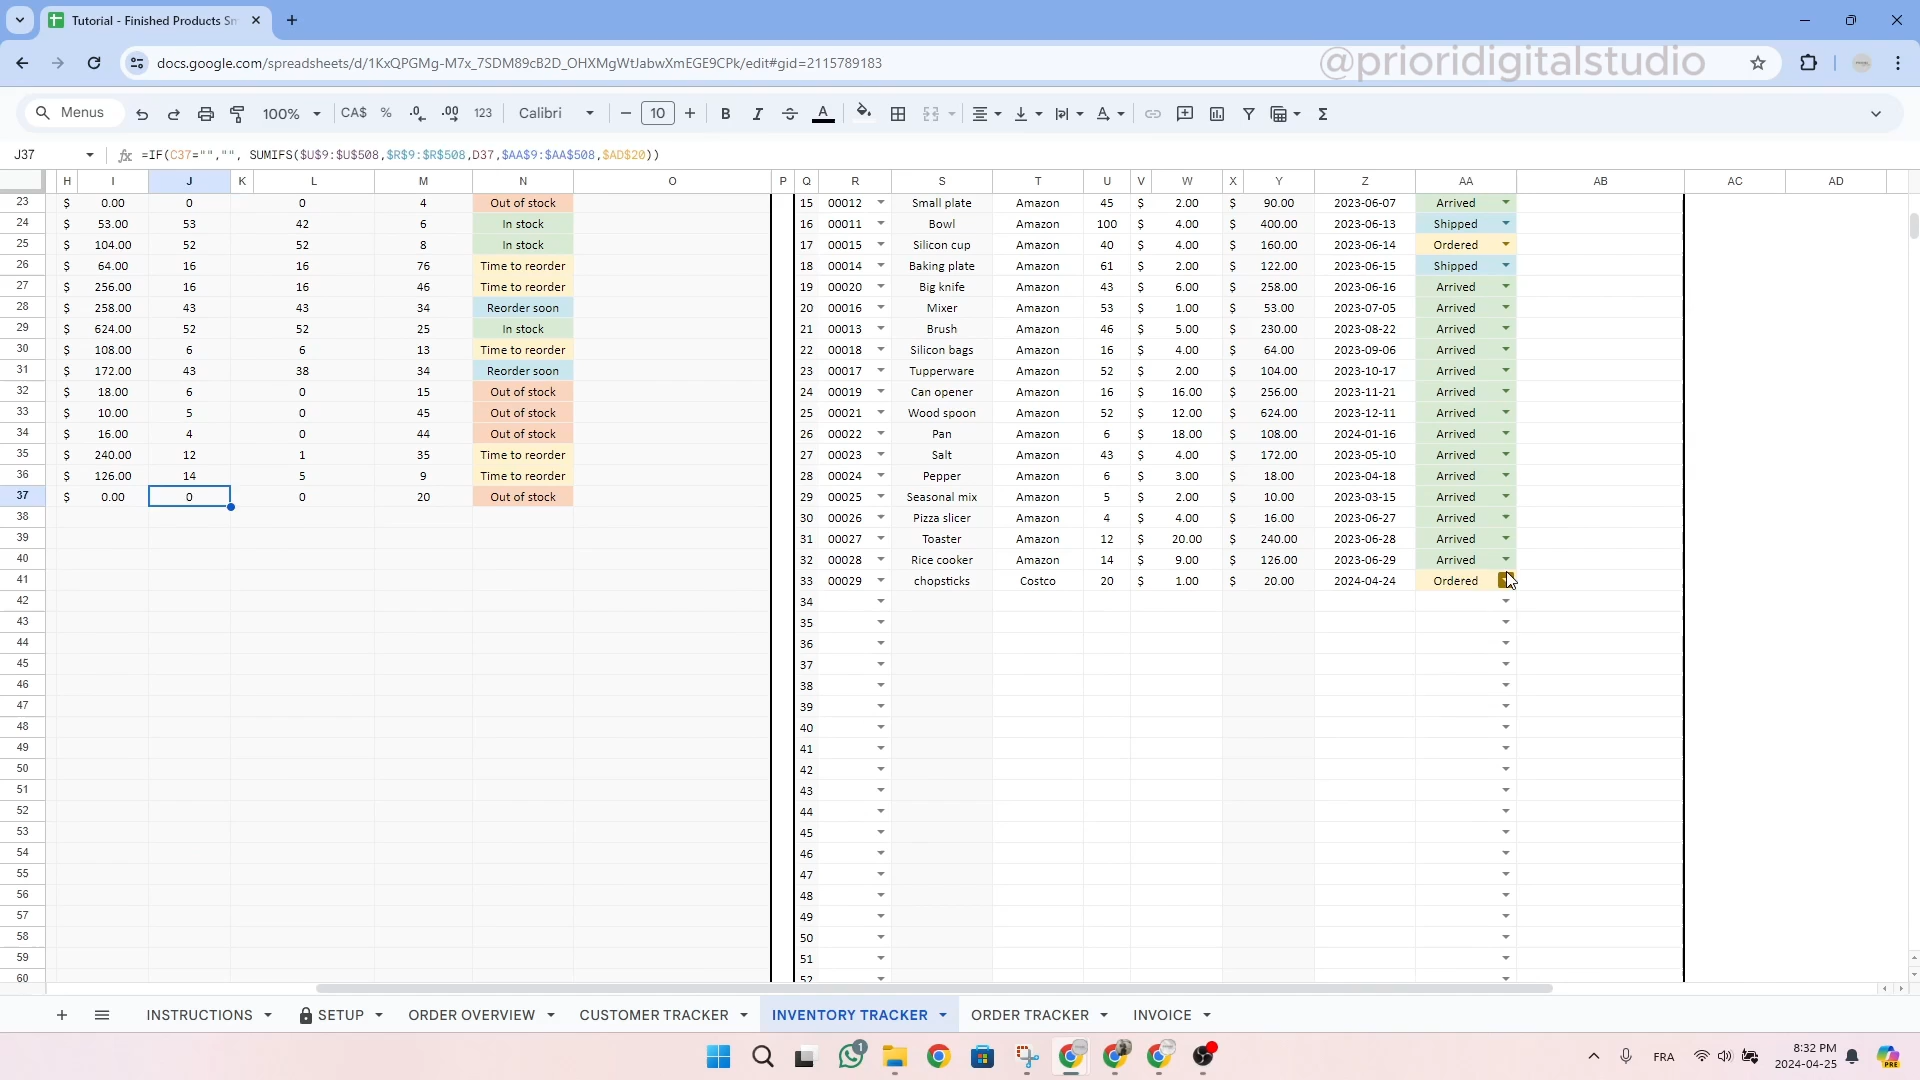 Tutorial - Finished Products Sm
docs.google.com/spreadsheets/d/1KxQPGMg-M7x_7SDM89cB2D_OHXMgWtJabwXmEGE9CPk/edit#gid=2115789183
@prioridigitalstudio
Menus 100% CA$ % .0 .00 123 Calibri 10 B I A
J37 fx =IF(C37="","", SUMIFS($U$9:$U$508,$R$9:$R$508,D37,$AA$9:$AA$508,$AD$20))
H I J K L M N O P Q R S T U V W X Y Z AA AB AC AD
23 $ 0.00 0 0 4 Out of stock 15 00012 Small plate Amazon 45 $ 2.00 $ 90.00 2023-06-07 Arrived
24 $ 53.00 53 42 6 In stock 16 00011 Bowl Amazon 100 $ 4.00 $ 400.00 2023-06-13 Shipped
25 $ 104.00 52 52 8 In stock 17 00015 Silicon cup Amazon 40 $ 4.00 $ 160.00 2023-06-14 Ordered
26 $ 64.00 16 16 76 Time to reorder 18 00014 Baking plate Amazon 61 $ 2.00 $ 122.00 2023-06-15 Shipped
27 $ 256.00 16 16 46 Time to reorder 19 00020 Big knife Amazon 43 $ 6.00 $ 258.00 2023-06-16 Arrived
28 $ 258.00 43 43 34 Reorder soon 20 00016 Mixer Amazon 53 $ 1.00 $ 53.00 2023-07-05 Arrived
29 $ 624.00 52 52 25 In stock 21 00013 Brush Amazon 46 $ 5.00 $ 230.00 2023-08-22 Arrived
30 $ 108.00 6 6 13 Time to reorder 22 00018 Silicon bags Amazon 16 $ 4.00 $ 64.00 2023-09-06 Arrived
31 $ 172.00 43 38 34 Reorder soon 23 00017 Tupperware Amazon 52 $ 2.00 $ 104.00 2023-10-17 Arrived
32 $ 18.00 6 0 15 Out of stock 24 00019 Can opener Amazon 16 $ 16.00 $ 256.00 2023-11-21 Arrived
33 $ 10.00 5 0 45 Out of stock 25 00021 Wood spoon Amazon 52 $ 12.00 $ 624.00 2023-12-11 Arrived
34 $ 16.00 4 0 44 Out of stock 26 00022 Pan Amazon 6 $ 18.00 $ 108.00 2024-01-16 Arrived
35 $ 240.00 12 1 35 Time to reorder 27 00023 Salt Amazon 43 $ 4.00 $ 172.00 2023-05-10 Arrived
36 $ 126.00 14 5 9 Time to reorder 28 00024 Pepper Amazon 6 $ 3.00 $ 18.00 2023-04-18 Arrived
37 $ 0.00 0 0 20 Out of stock 29 00025 Seasonal mix Amazon 5 $ 2.00 $ 10.00 2023-03-15 Arrived
38 30 00026 Pizza slicer Amazon 4 $ 4.00 $ 16.00 2023-06-27 Arrived
39 31 00027 Toaster Amazon 12 $ 20.00 $ 240.00 2023-06-28 Arrived
40 32 00028 Rice cooker Amazon 14 $ 9.00 $ 126.00 2023-06-29 Arrived
41 33 00029 chopsticks Costco 20 $ 1.00 $ 20.00 2024-04-24 Ordered
42 34
43 35
44 36
45 37
46 38
47 39
48 40
49 41
50 42
51 43
52 44
53 45
54 46
55 47
56 48
57 49
58 50
59 51
60 52
INSTRUCTIONS SETUP ORDER OVERVIEW CUSTOMER TRACKER INVENTORY TRACKER ORDER TRACKER INVOICE
1 FRA 8:32 PM
2024-04-25 PRE